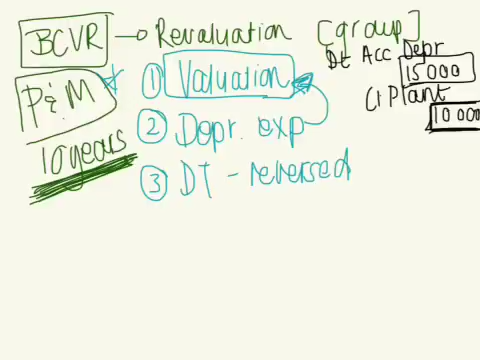 BCVR → Revaluation [group]
P & M
10 years
① Valuation
② Depr. exp
③ DT - reversed
Dt Acc Depr
15 000
Ct Plant
10 000